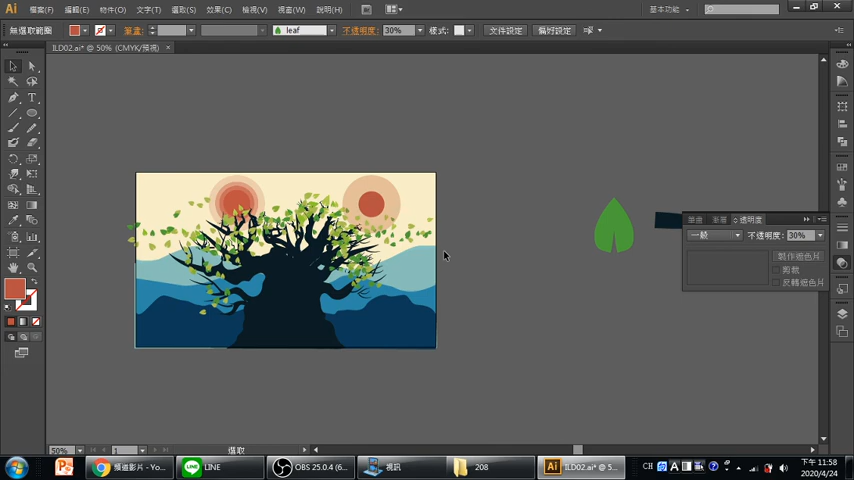 Ai 檔案(F) 編輯(E) 物件(O) 文字(T) 選取(S) 效果(C) 檢視(V) 視窗(W) 說明(H) Br 基本功能
無選取範圍 筆畫: leaf 不透明度: 30% 樣式: 文件設定 偏好設定
ILD02.ai* @ 50% (CMYK/預視) ×
筆畫 漸層 透明度
一般 不透明度: 30%
製作遮色片
剪裁
反轉遮色片
50% 1 選取
頻道影片 - Yo... LINE OBS 25.0.4 (6... 視訊 208 ILD02.ai* @ 5... CH 下午 11:58
2020/4/24